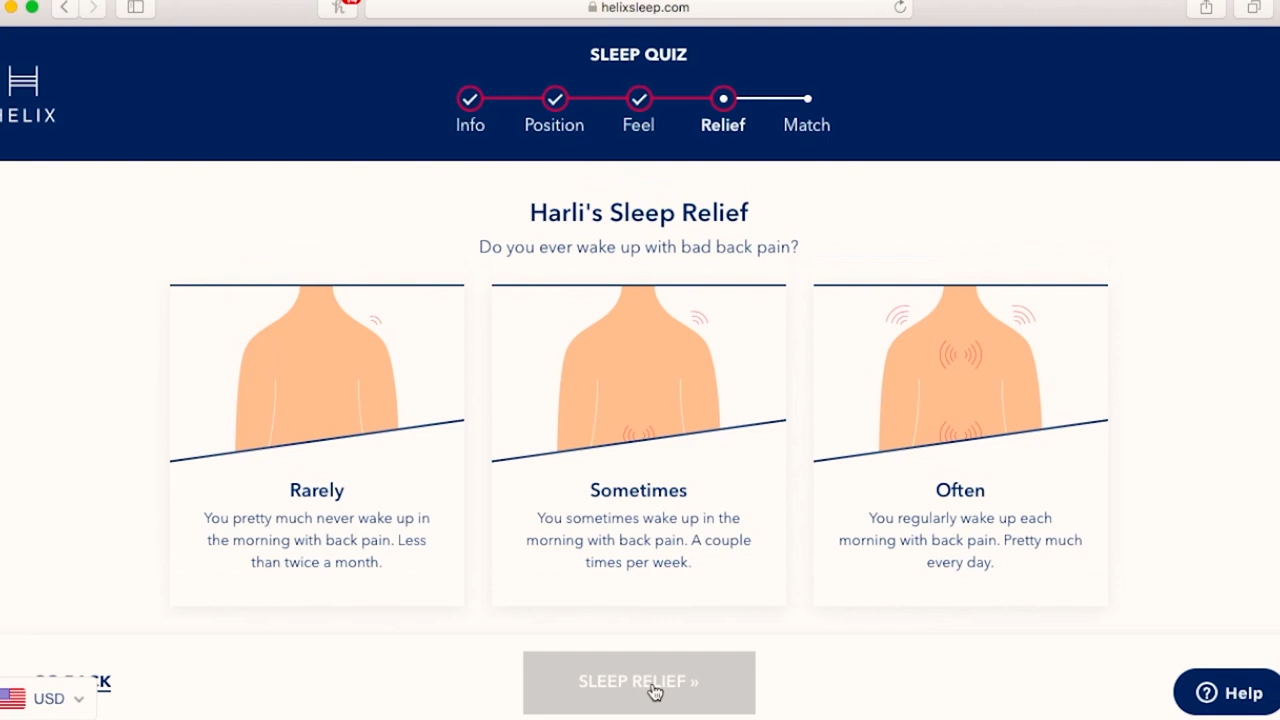 helixsleep.com
SLEEP QUIZ
HELIX
Info
Position
Feel
Relief
Match
Harli's Sleep Relief
Do you ever wake up with bad back pain?
Rarely
You pretty much never wake up in
the morning with back pain. Less
than twice a month.
Sometimes
You sometimes wake up in the
morning with back pain. A couple
times per week.
Often
You regularly wake up each
morning with back pain. Pretty much
every day.
SLEEP RELIEF »
USD
Help